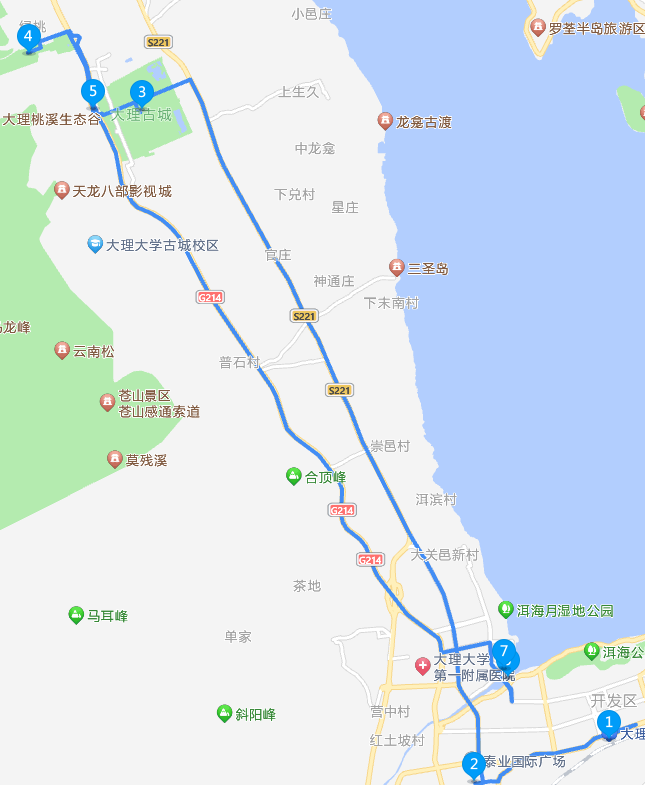 小邑庄
罗荃半岛旅游区
4
S221
5
3
上生久
大理古城
大理桃溪生态谷
龙龛古渡
中龙龛
天龙八部影视城
下兑村
星庄
大理大学古城校区
官庄
三圣岛
神通庄
G214
下末南村
S221
龙峰
云南松
普石村
S221
苍山景区
苍山感通索道
崇邑村
莫残溪
合顶峰
洱滨村
G214
大关邑新村
G214
茶地
洱海月湿地公园
马耳峰
单家
7
洱海公
大理大学
第一附属医院
开发区
斜阳峰
营中村
1
大理
红土坡村
2
泰业国际广场